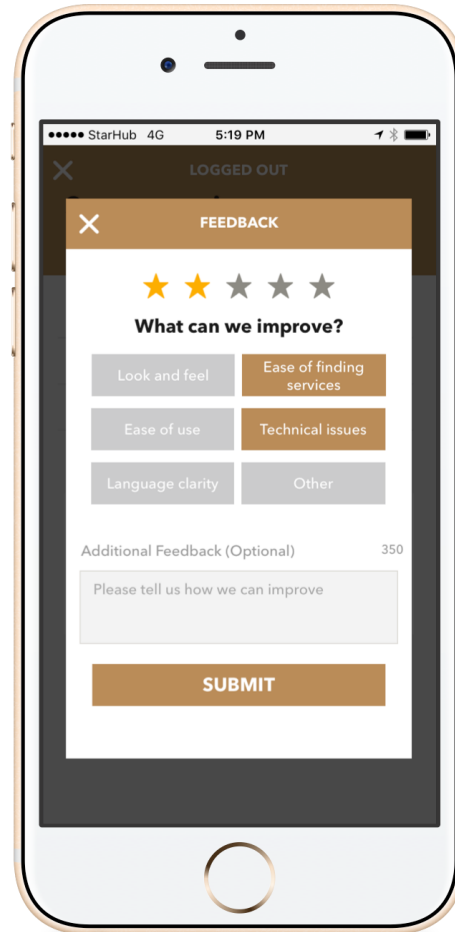 StarHub 4G 5:19 PM
LOGGED OUT
FEEDBACK
What can we improve?
Look and feel
Ease of finding
services
Ease of use
Technical issues
Language clarity
Other
Additional Feedback (Optional) 350
Please tell us how we can improve
SUBMIT